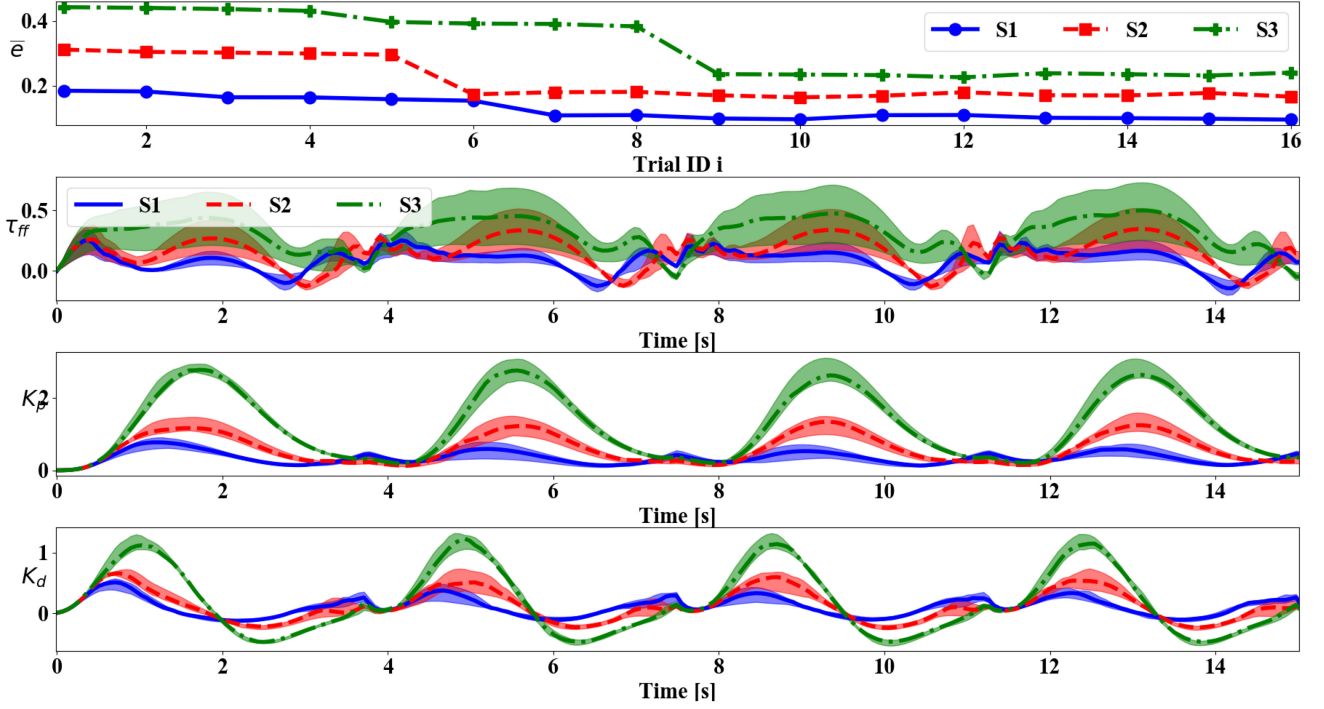 0.4
0.2
e̅
S1 S2 S3
2 4 6 8 10 12 14 16
Trial ID i
0.5
0.0
τff
S1 S2 S3
0 2 4 6 8 10 12 14
Time [s]
2
0
Kp
0 2 4 6 8 10 12 14
Time [s]
1
0
Kd
0 2 4 6 8 10 12 14
Time [s]